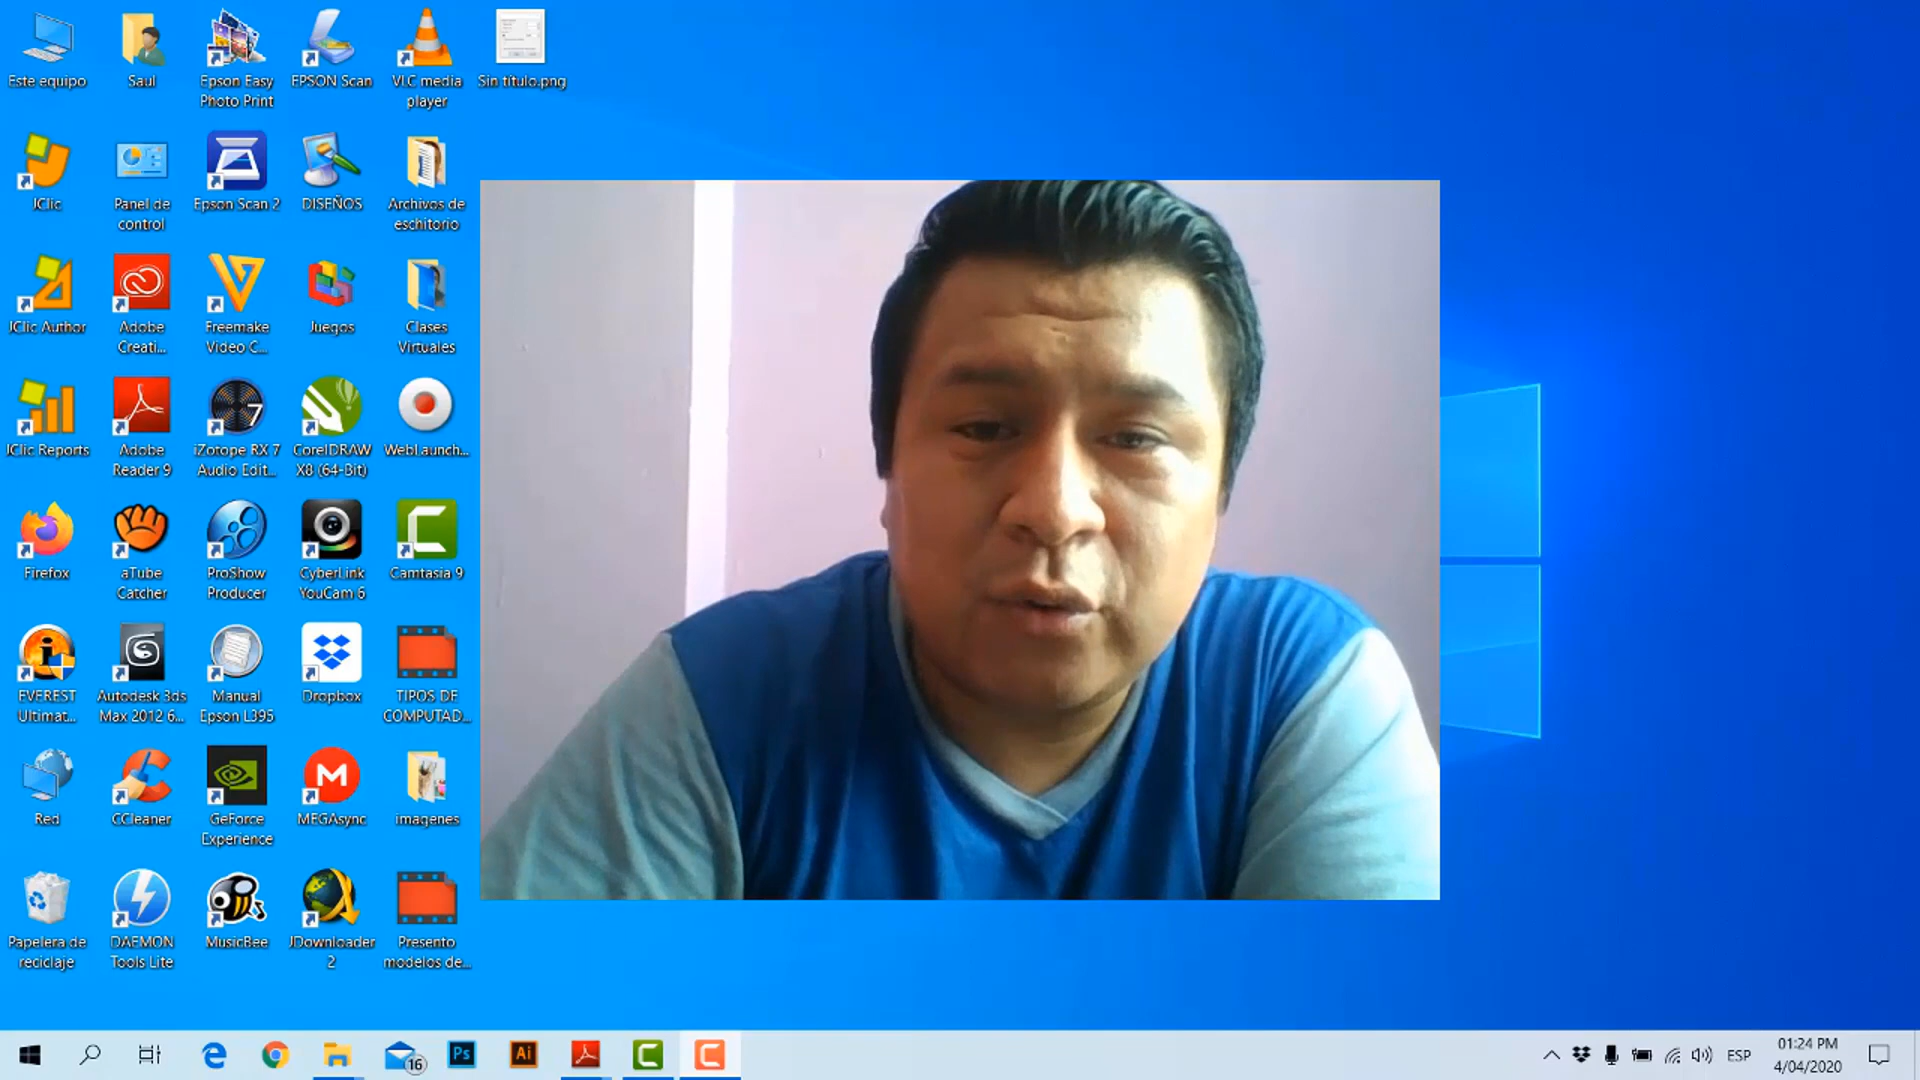 Este equipo
Saul
Epson Easy
Photo Print
EPSON Scan
VLC media
player
Sin título.png
JClic
Panel de
control
Epson Scan 2
DISEÑOS
Archivos de
eschitorio
JClic Author
Adobe
Creati...
Freemake
Video C...
Juegos
Clases
Virtuales
JClic Reports
Adobe
Reader 9
7
iZotope RX 7
Audio Edit...
CorelDRAW
X8 (64-Bit)
WebLaunch...
Firefox
aTube
Catcher
ProShow
Producer
CyberLink
YouCam 6
Camtasia 9
EVEREST
Ultimat...
Autodesk 3ds
Max 2012 6...
Manual
Epson L395
Dropbox
TIPOS DE
COMPUTAD...
Red
CCleaner
GeForce
Experience
MEGAsync
imagenes
Papelera de
reciclaje
DAEMON
Tools Lite
MusicBee
JDownloader
2
Presento
modelos de...
16
Ps
Ai
ESP
01:24 PM
4/04/2020